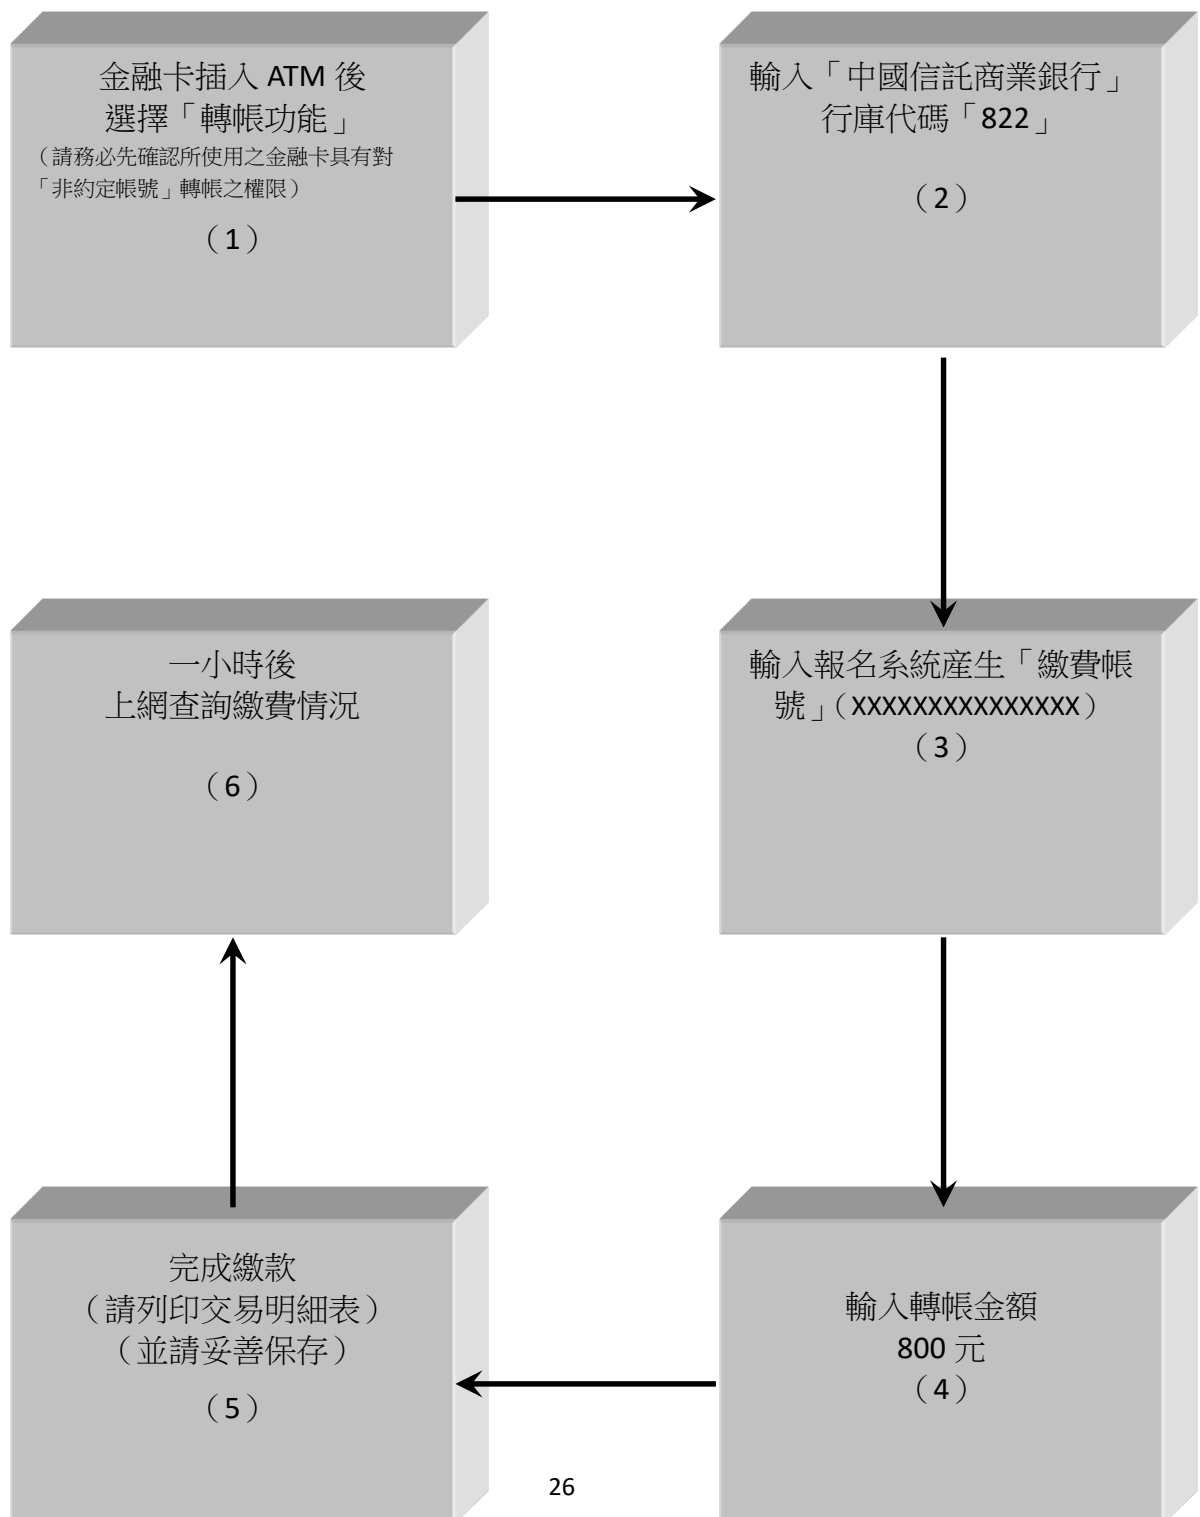 金融卡插入 ATM 後
選擇「轉帳功能」
（請務必先確認所使用之金融卡具有對
「非約定帳號」轉帳之權限）
（1）
輸入「中國信託商業銀行」
行庫代碼「822」
（2）
輸入報名系統產生「繳費帳
號」（XXXXXXXXXXXXXXX）
（3）
輸入轉帳金額
800 元
（4）
完成繳款
（請列印交易明細表）
（並請妥善保存）
（5）
一小時後
上網查詢繳費情況
（6）
26